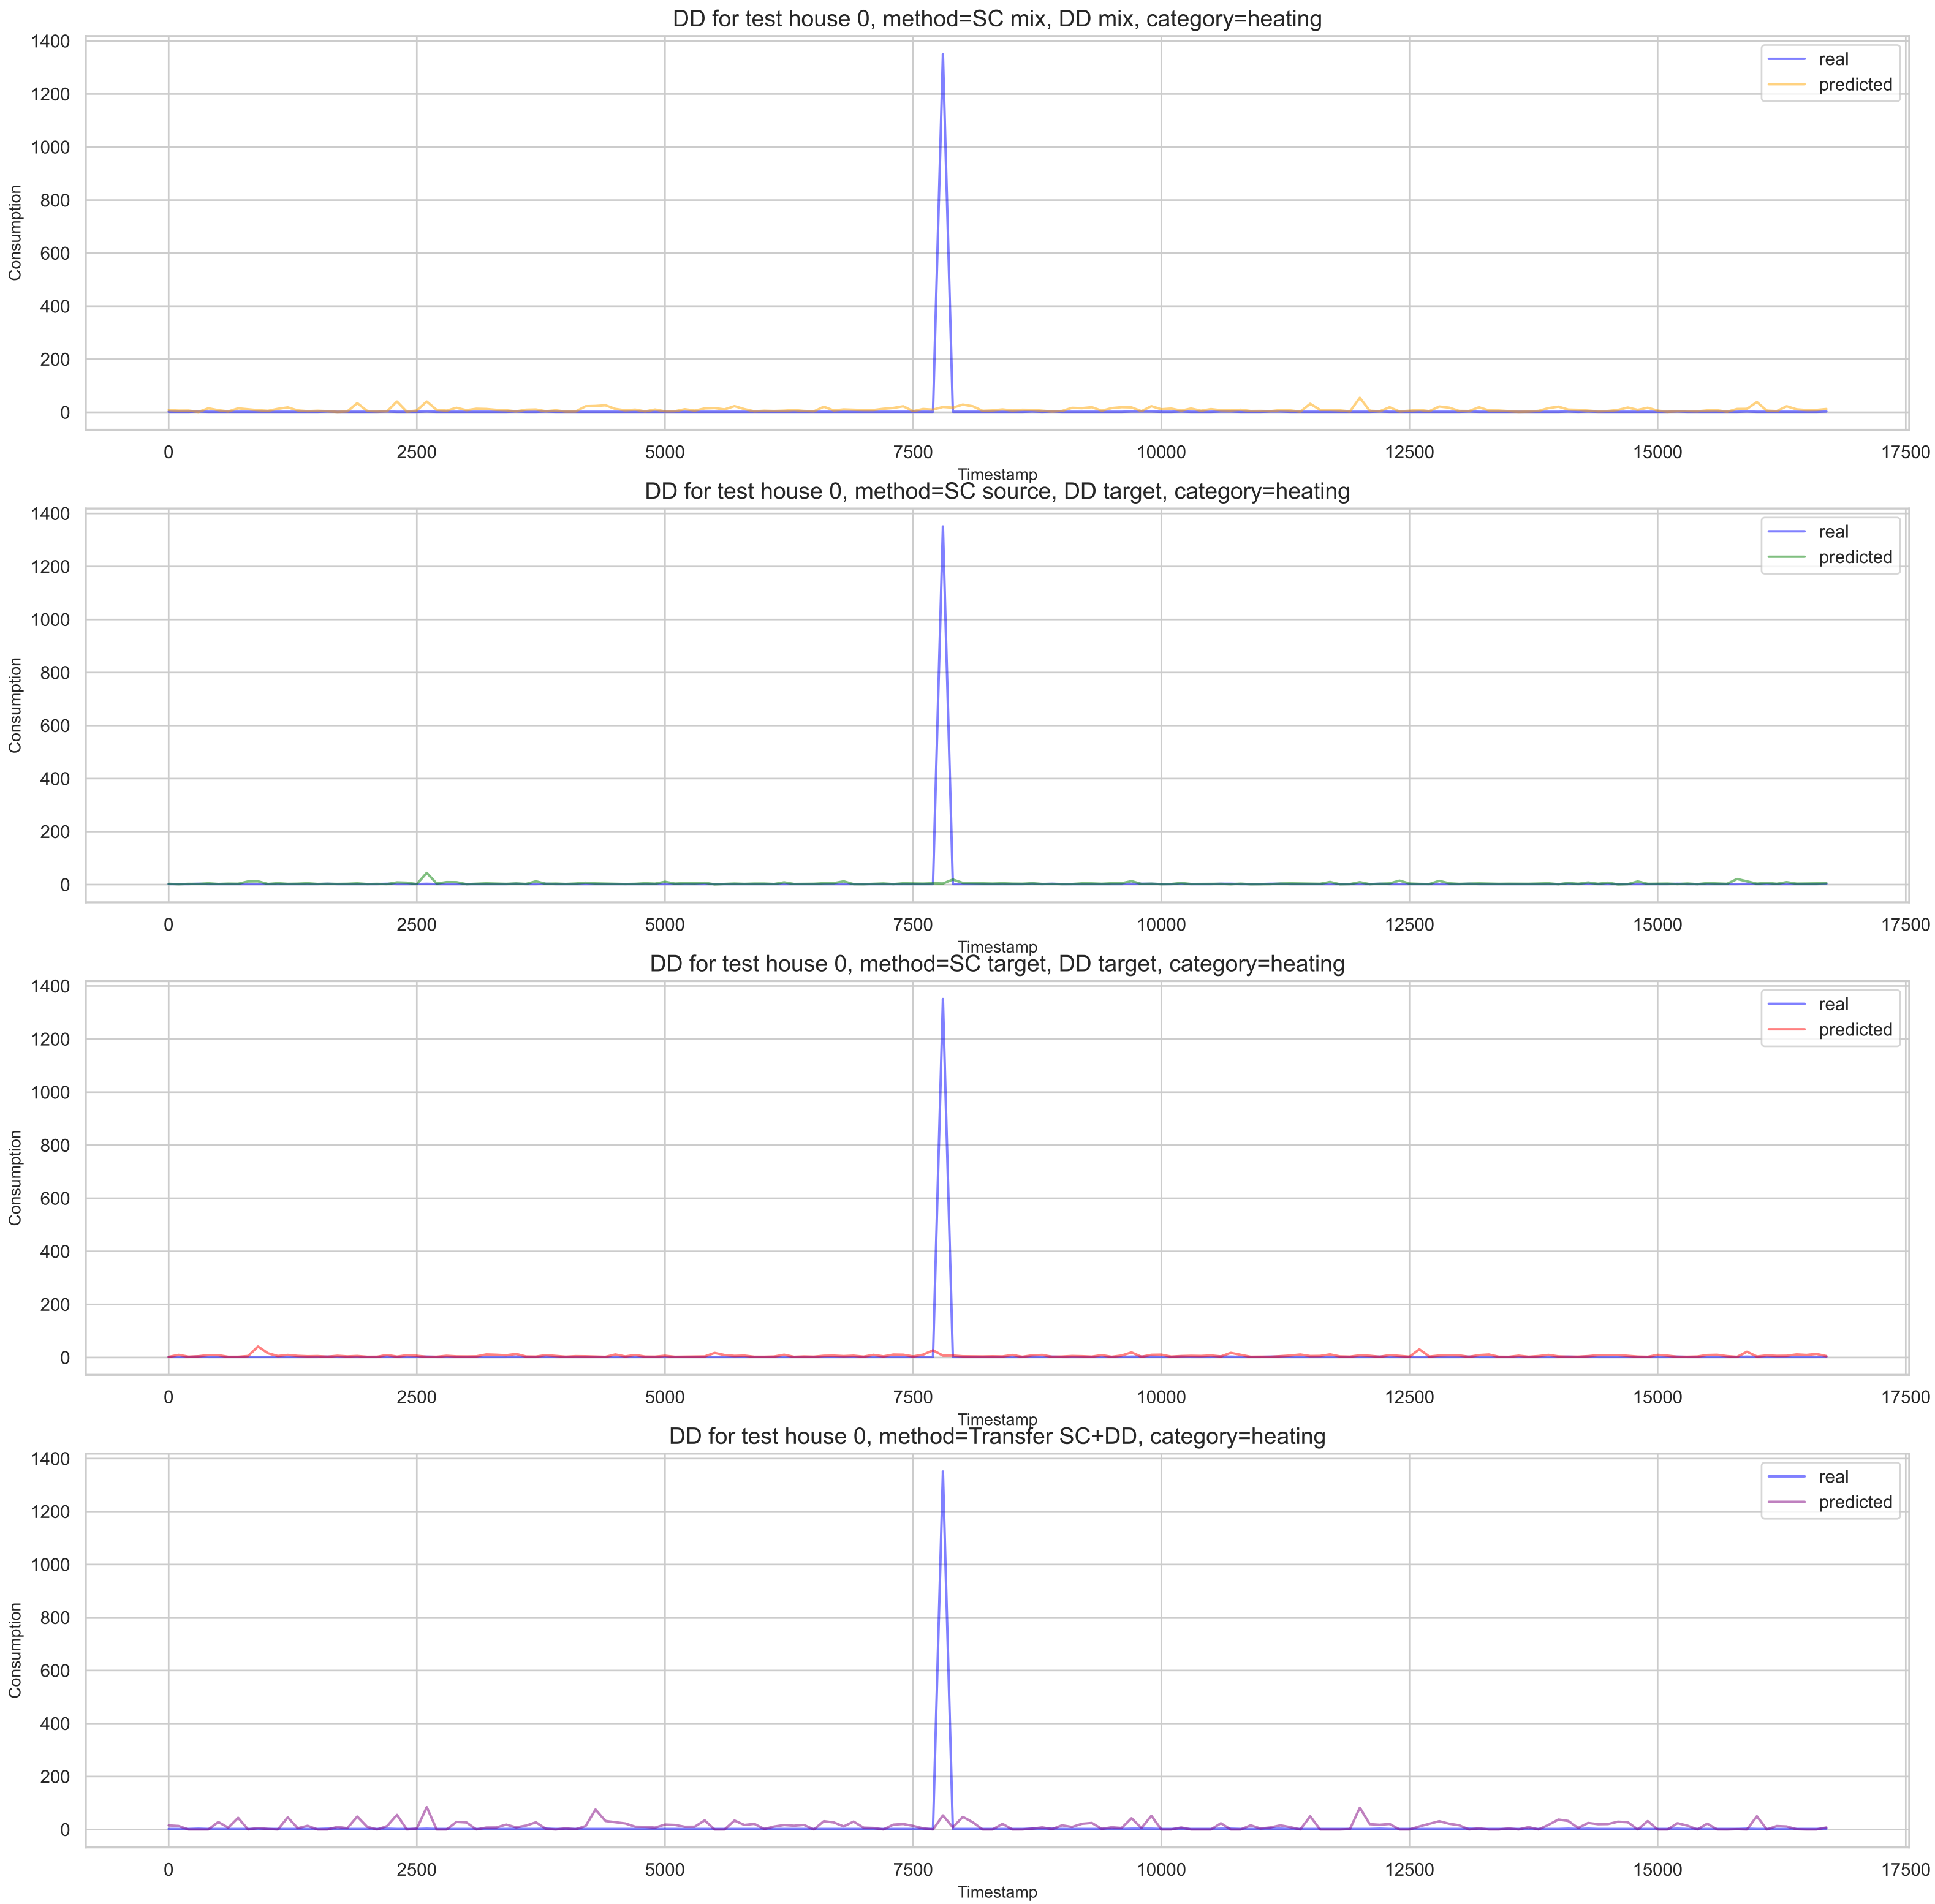 DD for test house 0, method=SC mix, DD mix, category=heating
1400
1200
1000
800
600
400
200
0
Consumption
real
predicted
0 2500 5000 7500 10000 12500 15000 17500
Timestamp
DD for test house 0, method=SC source, DD target, category=heating
1400
1200
1000
800
600
400
200
0
Consumption
real
predicted
0 2500 5000 7500 10000 12500 15000 17500
Timestamp
DD for test house 0, method=SC target, DD target, category=heating
1400
1200
1000
800
600
400
200
0
Consumption
real
predicted
0 2500 5000 7500 10000 12500 15000 17500
Timestamp
DD for test house 0, method=Transfer SC+DD, category=heating
1400
1200
1000
800
600
400
200
0
Consumption
real
predicted
0 2500 5000 7500 10000 12500 15000 17500
Timestamp